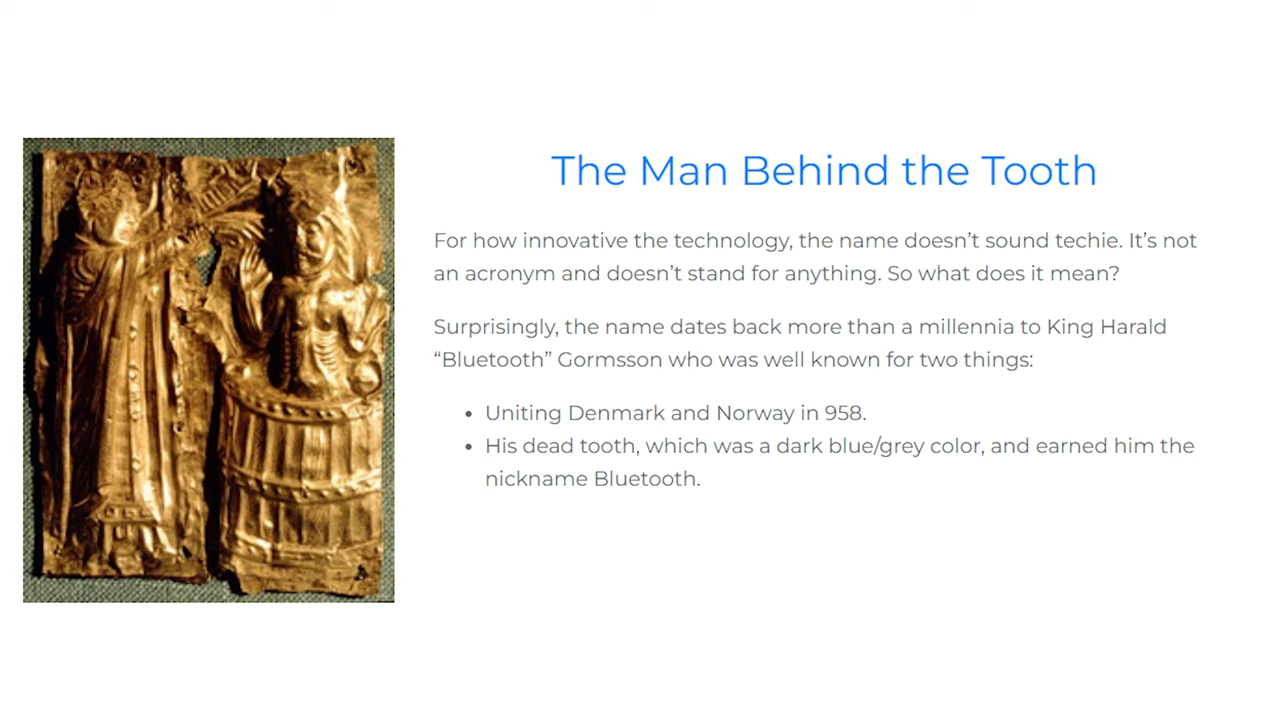 The Man Behind the Tooth
For how innovative the technology, the name doesn’t sound techie. It’s not
an acronym and doesn’t stand for anything. So what does it mean?
Surprisingly, the name dates back more than a millennia to King Harald
“Bluetooth” Gormsson who was well known for two things:
• Uniting Denmark and Norway in 958.
• His dead tooth, which was a dark blue/grey color, and earned him the
nickname Bluetooth.